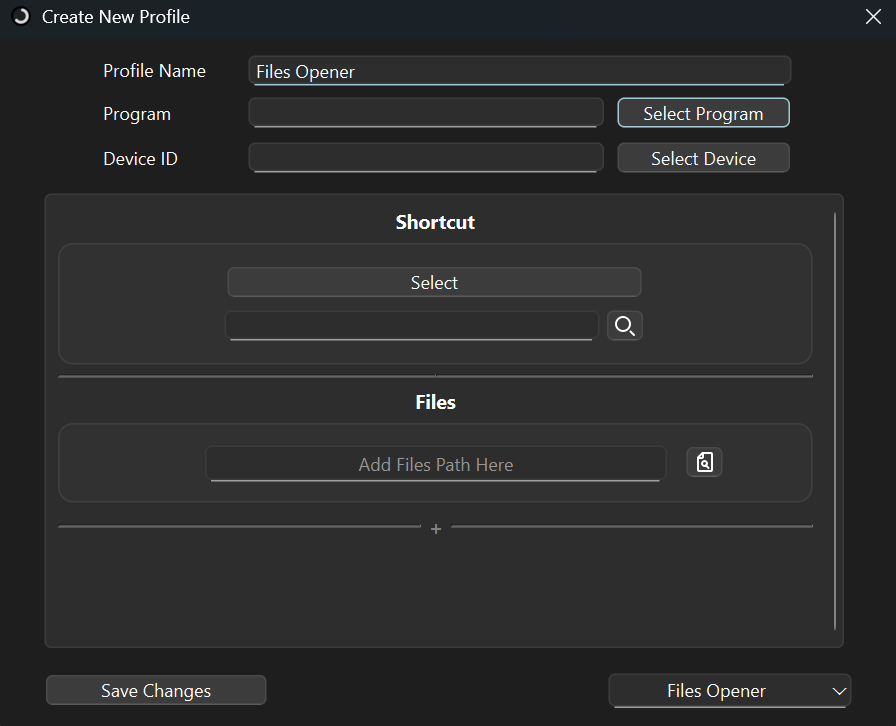 Create New Profile
Profile Name
Files Opener
Program
Select Program
Device ID
Select Device
Shortcut
Select
Files
Add Files Path Here
+
Save Changes
Files Opener